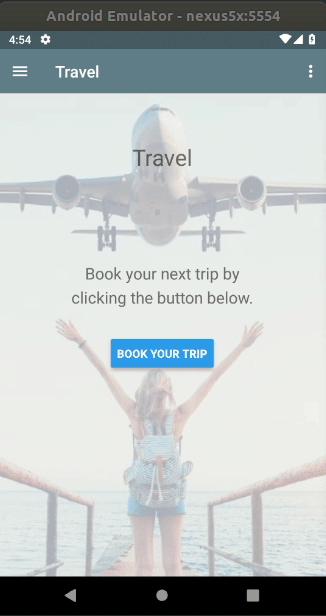 Android Emulator - nexus5x:5554
4:54
Travel
Travel
Book your next trip by
clicking the button below.
BOOK YOUR TRIP